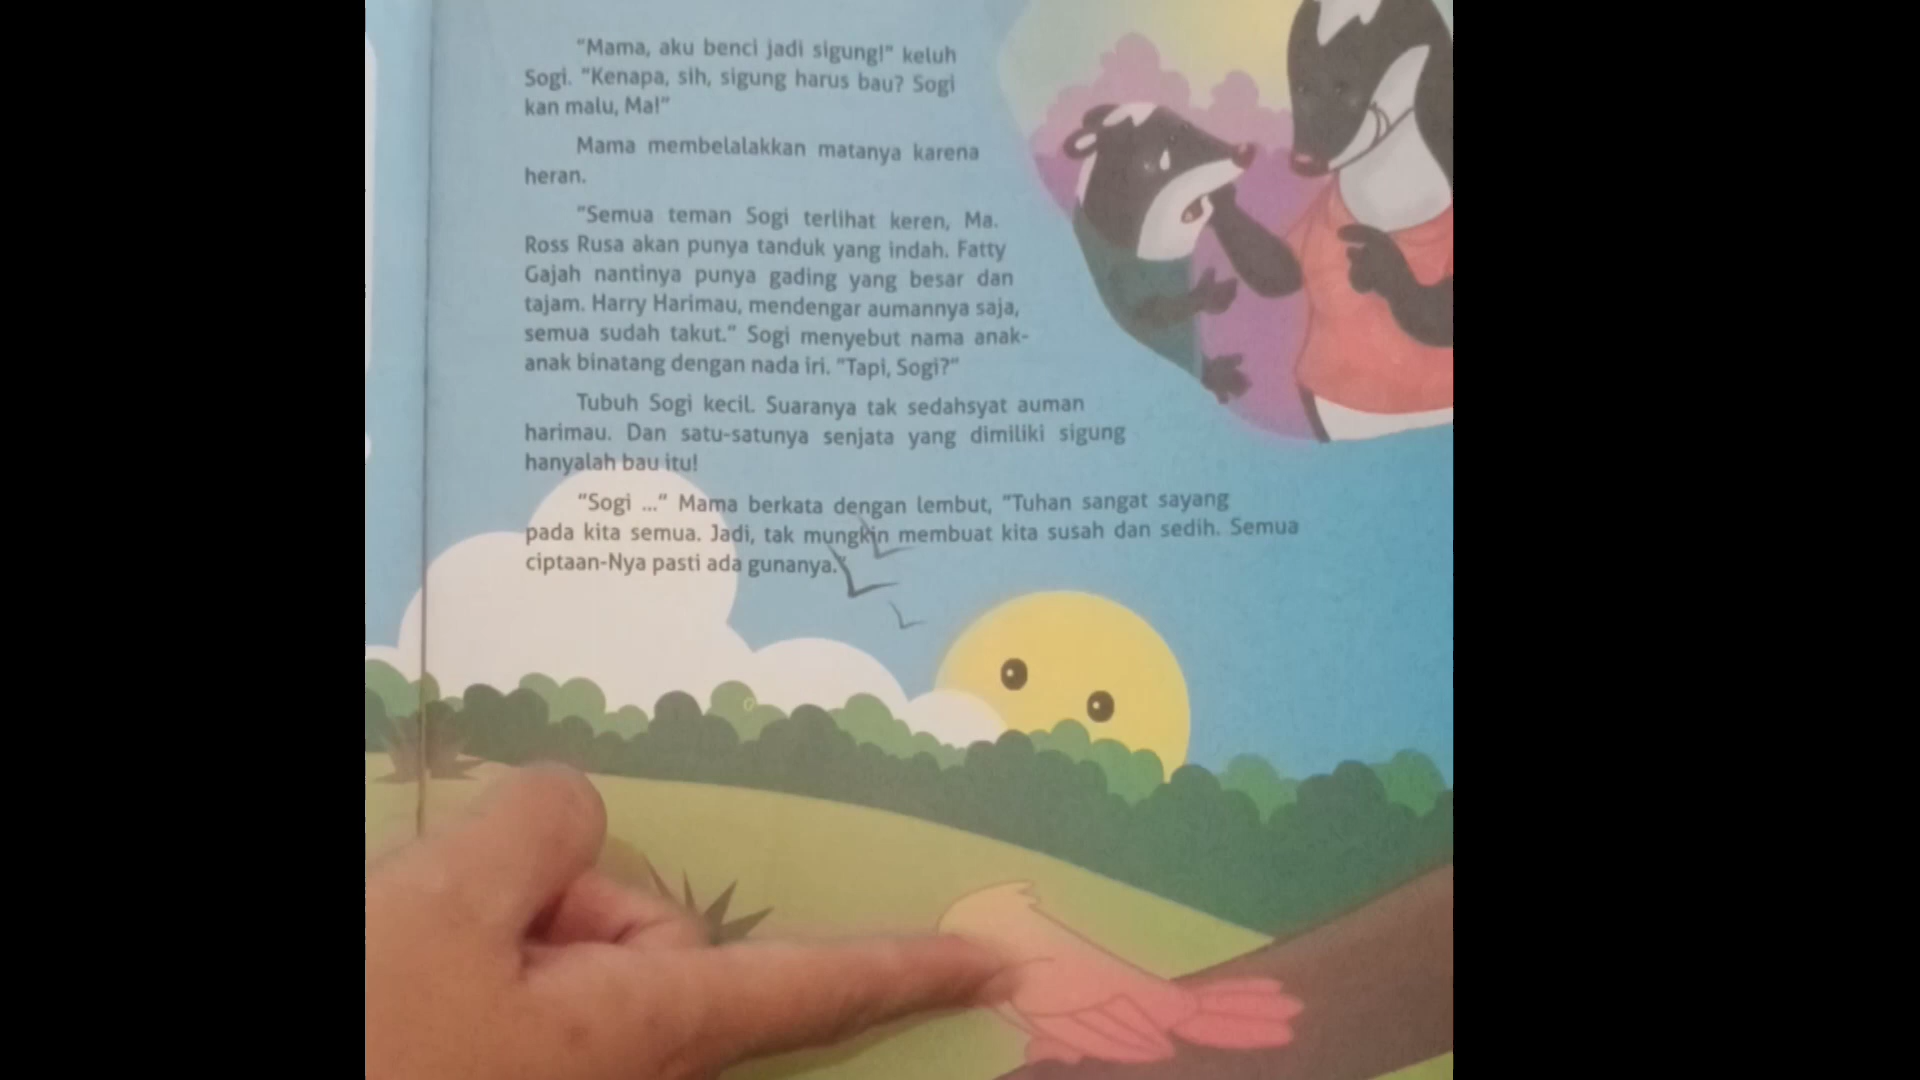 "Mama, aku benci jadi sigung!" keluh
Sogi. "Kenapa, sih, sigung harus bau? Sogi
kan malu, Ma!"
Mama membelalakkan matanya karena
heran.
"Semua teman Sogi terlihat keren, Ma.
Ross Rusa akan punya tanduk yang indah. Fatty
Gajah nantinya punya gading yang besar dan
tajam. Harry Harimau, mendengar aumannya saja,
semua sudah takut." Sogi menyebut nama anak-
anak binatang dengan nada iri. "Tapi, Sogi?"
Tubuh Sogi kecil. Suaranya tak sedahsyat auman
harimau. Dan satu-satunya senjata yang dimiliki sigung
hanyalah bau itu!
"Sogi ..." Mama berkata dengan lembut, "Tuhan sangat sayang
pada kita semua. Jadi, tak mungkin membuat kita susah dan sedih. Semua
ciptaan-Nya pasti ada gunanya."